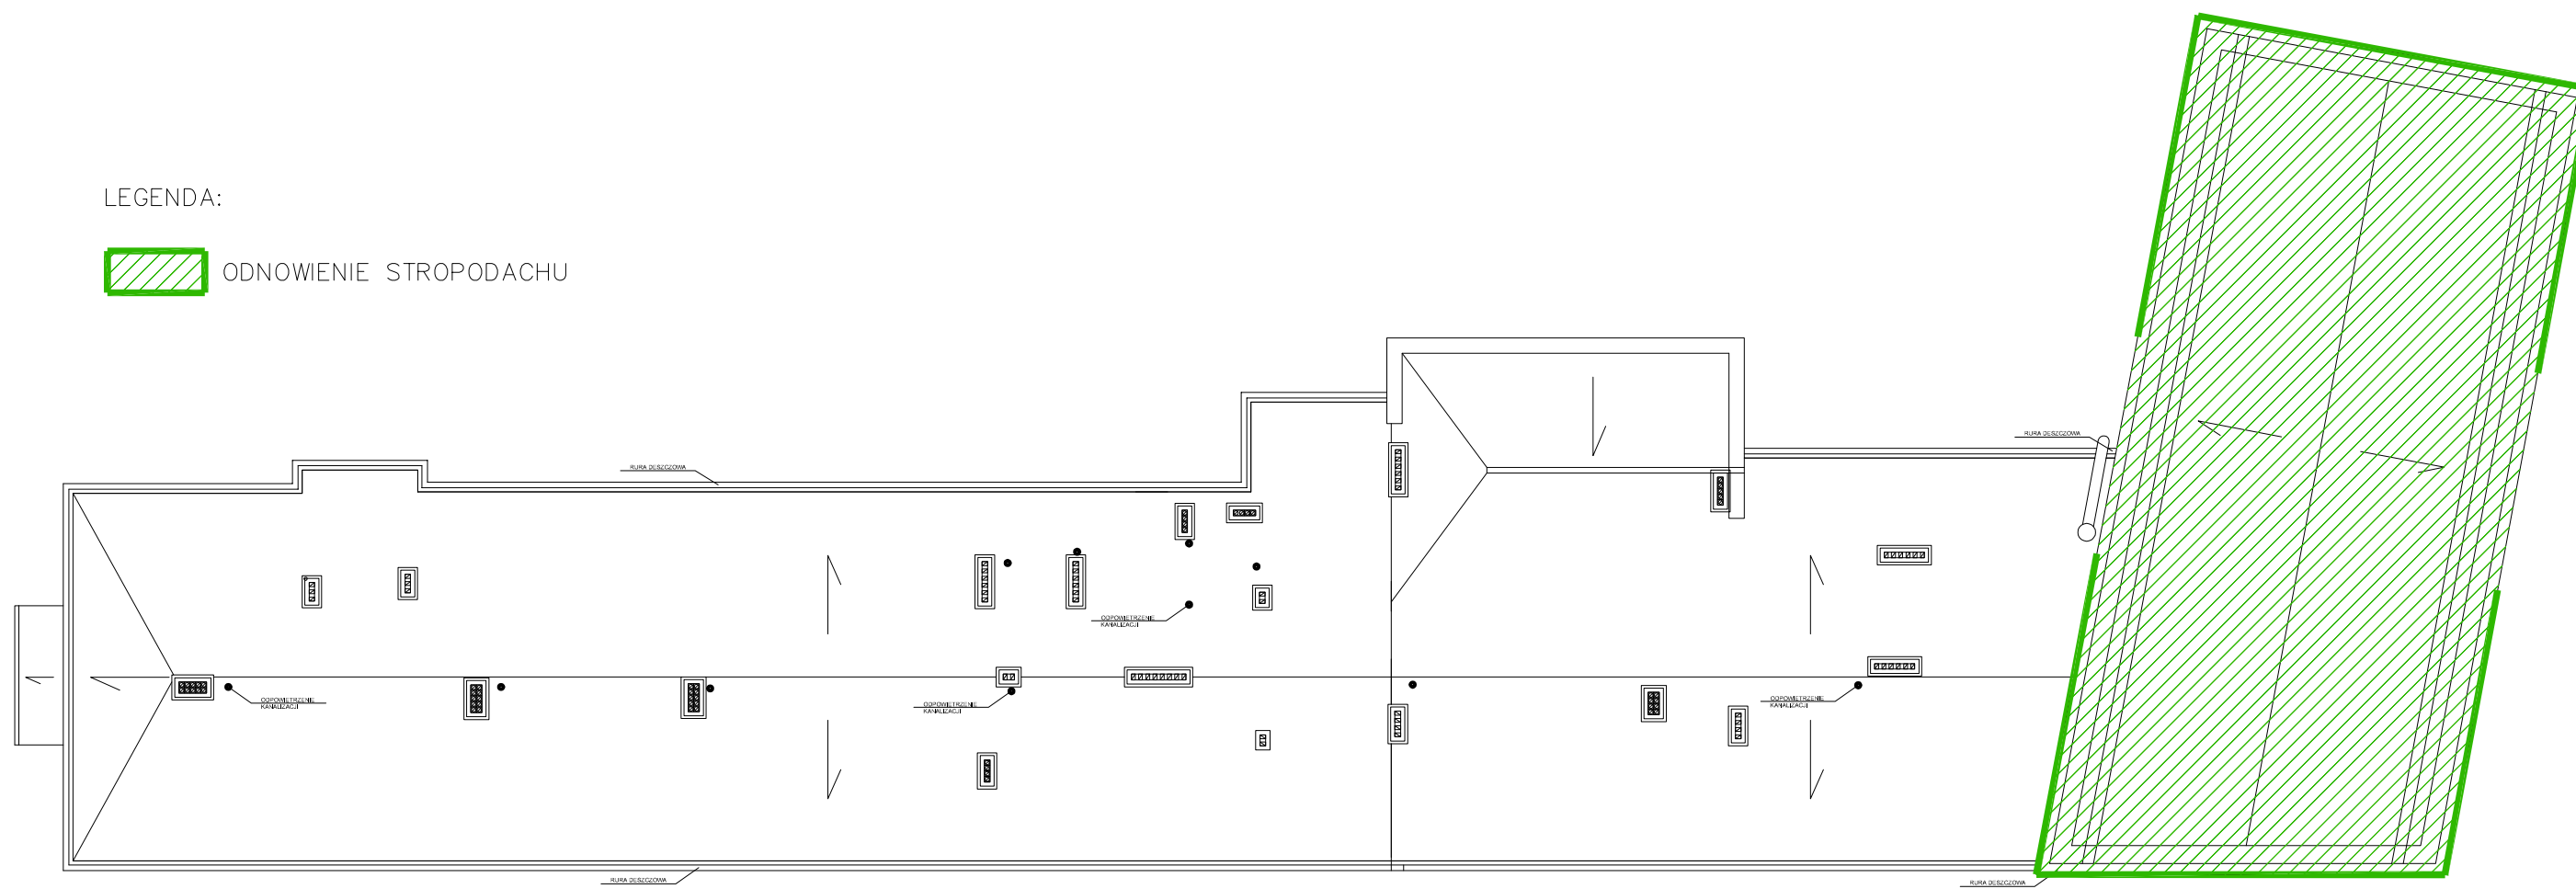 LEGENDA:
ODNOWIENIE STROPODACHU
RURA DESZCZOWA
RURA DESZCZOWA
ODPOWIETRZENIE
KANALIZACJI
ODPOWIETRZENIE
KANALIZACJI
ODPOWIETRZENIE
KANALIZACJI
ODPOWIETRZENIE
KANALIZACJI
RURA DESZCZOWA
RURA DESZCZOWA